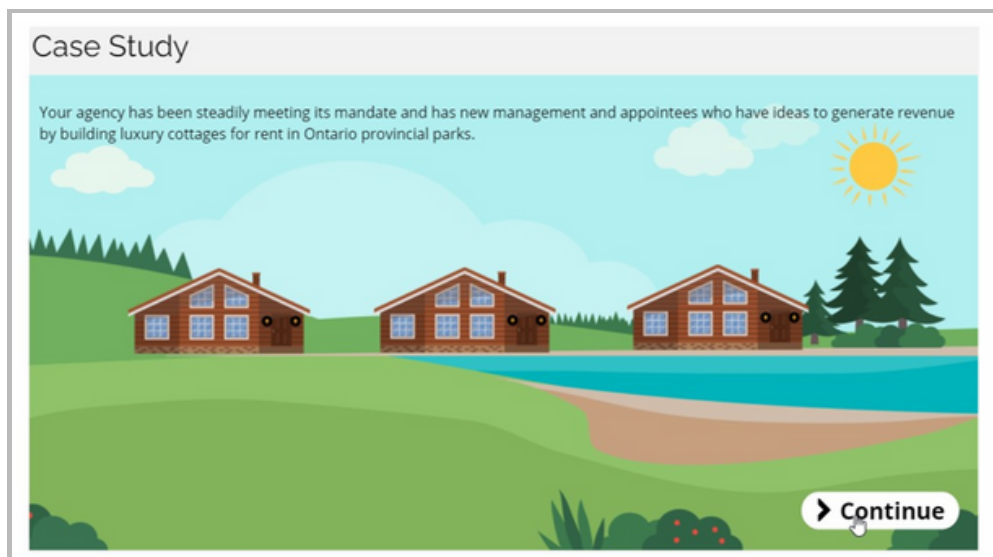 Case Study
Your agency has been steadily meeting its mandate and has new management and appointees who have ideas to generate revenue
by building luxury cottages for rent in Ontario provincial parks.
Continue